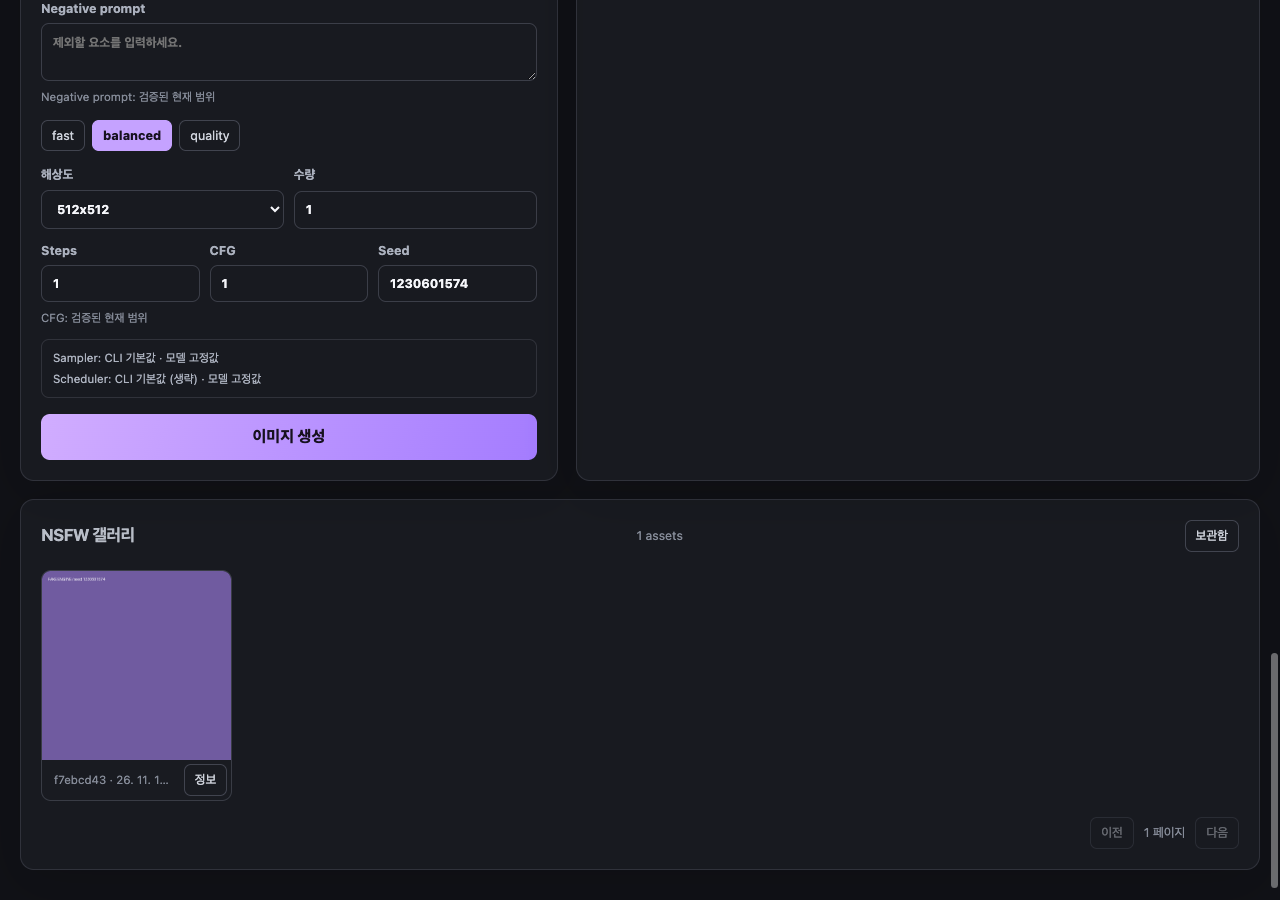 Negative prompt
제외할 요소를 입력하세요.
Negative prompt: 검증된 현재 범위
fast balanced quality
해상도 수량
512x512 1
Steps CFG Seed
1 1 1230601574
CFG: 검증된 현재 범위
Sampler: CLI 기본값 · 모델 고정값
Scheduler: CLI 기본값 (생략) · 모델 고정값
이미지 생성
NSFW 갤러리 1 assets 보관함
seed 1230601574
f7ebcd43 · 26. 11. 1... 정보
이전 1 페이지 다음